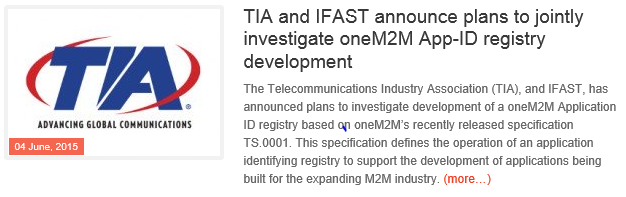 TIA
®
ADVANCING GLOBAL COMMUNICATIONS
04 June, 2015
TIA and IFAST announce plans to jointly
investigate oneM2M App-ID registry
development
The Telecommunications Industry Association (TIA), and IFAST, has
announced plans to investigate development of a oneM2M Application
ID registry based on oneM2M's recently released specification
TS.0001. This specification defines the operation of an application
identifying registry to support the development of applications being
built for the expanding M2M industry. (more…)